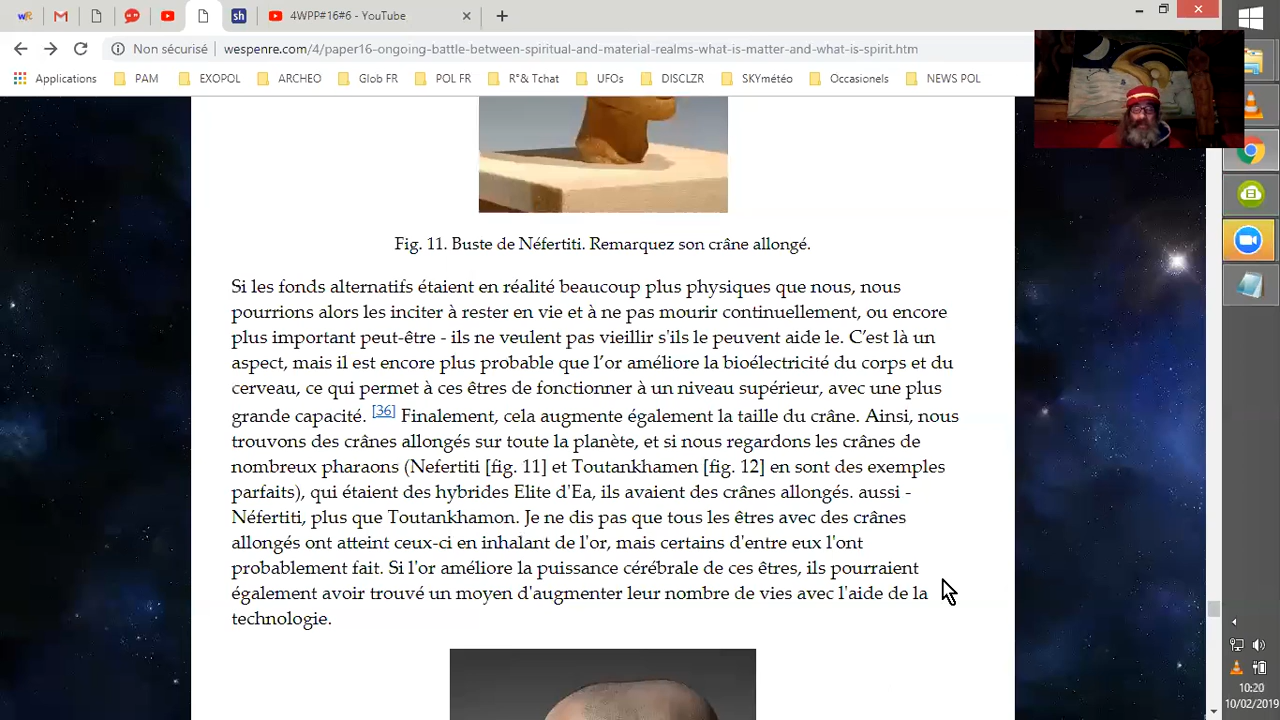 4WPP#16#6 - YouTube
Non sécurisé
wespenre.com/4/paper16-ongoing-battle-between-spiritual-and-material-realms-what-is-matter-and-what-is-spirit.htm
Applications PAM EXOPOL ARCHEO Glob FR POL FR R°& Tchat UFOs DISCLZR SKYmétéo Occasionels NEWS POL
Fig. 11. Buste de Néfertiti. Remarquez son crâne allongé.
Si les fonds alternatifs étaient en réalité beaucoup plus physiques que nous, nous
pourrions alors les inciter à rester en vie et à ne pas mourir continuellement, ou encore
plus important peut-être - ils ne veulent pas vieillir s'ils le peuvent aide le. C’est là un
aspect, mais il est encore plus probable que l’or améliore la bioélectricité du corps et du
cerveau, ce qui permet à ces êtres de fonctionner à un niveau supérieur, avec une plus
grande capacité. [36] Finalement, cela augmente également la taille du crâne. Ainsi, nous
trouvons des crânes allongés sur toute la planète, et si nous regardons les crânes de
nombreux pharaons (Nefertiti [fig. 11] et Toutankhamen [fig. 12] en sont des exemples
parfaits), qui étaient des hybrides Elite d'Ea, ils avaient des crânes allongés. aussi -
Néfertiti, plus que Toutankhamon. Je ne dis pas que tous les êtres avec des crânes
allongés ont atteint ceux-ci en inhalant de l'or, mais certains d'entre eux l'ont
probablement fait. Si l'or améliore la puissance cérébrale de ces êtres, ils pourraient
également avoir trouvé un moyen d'augmenter leur nombre de vies avec l'aide de la
technologie.
10:20
10/02/2019